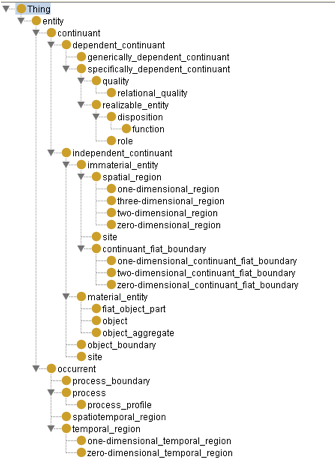 Thing
entity
continuant
dependent_continuant
generically_dependent_continuant
specifically_dependent_continuant
quality
relational_quality
realizable_entity
disposition
function
role
independent_continuant
immaterial_entity
spatial_region
one-dimensional_region
three-dimensional_region
two-dimensional_region
zero-dimensional_region
site
continuant_fiat_boundary
one-dimensional_continuant_fiat_boundary
two-dimensional_continuant_fiat_boundary
zero-dimensional_continuant_fiat_boundary
material_entity
fiat_object_part
object
object_aggregate
object_boundary
site
occurrent
process_boundary
process
process_profile
spatiotemporal_region
temporal_region
one-dimensional_temporal_region
zero-dimensional_temporal_region